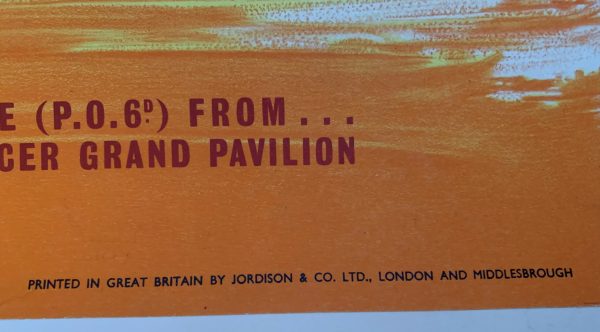 E (P.O.6D.) FROM...
CER GRAND PAVILION
PRINTED IN GREAT BRITAIN BY JORDISON & CO. LTD., LONDON AND MIDDLESBROUGH